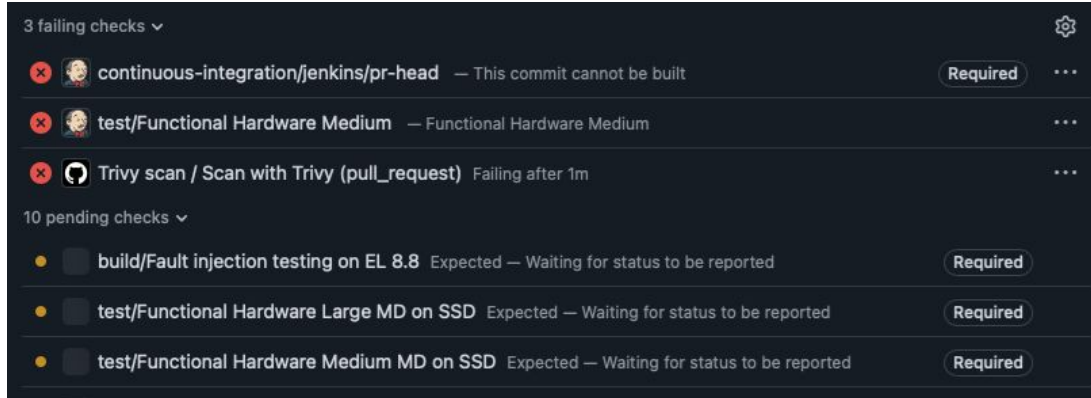 3 failing checks
continuous-integration/jenkins/pr-head — This commit cannot be built Required
test/Functional Hardware Medium — Functional Hardware Medium
Trivy scan / Scan with Trivy (pull_request) Failing after 1m
10 pending checks
build/Fault injection testing on EL 8.8 Expected — Waiting for status to be reported Required
test/Functional Hardware Large MD on SSD Expected — Waiting for status to be reported Required
test/Functional Hardware Medium MD on SSD Expected — Waiting for status to be reported Required